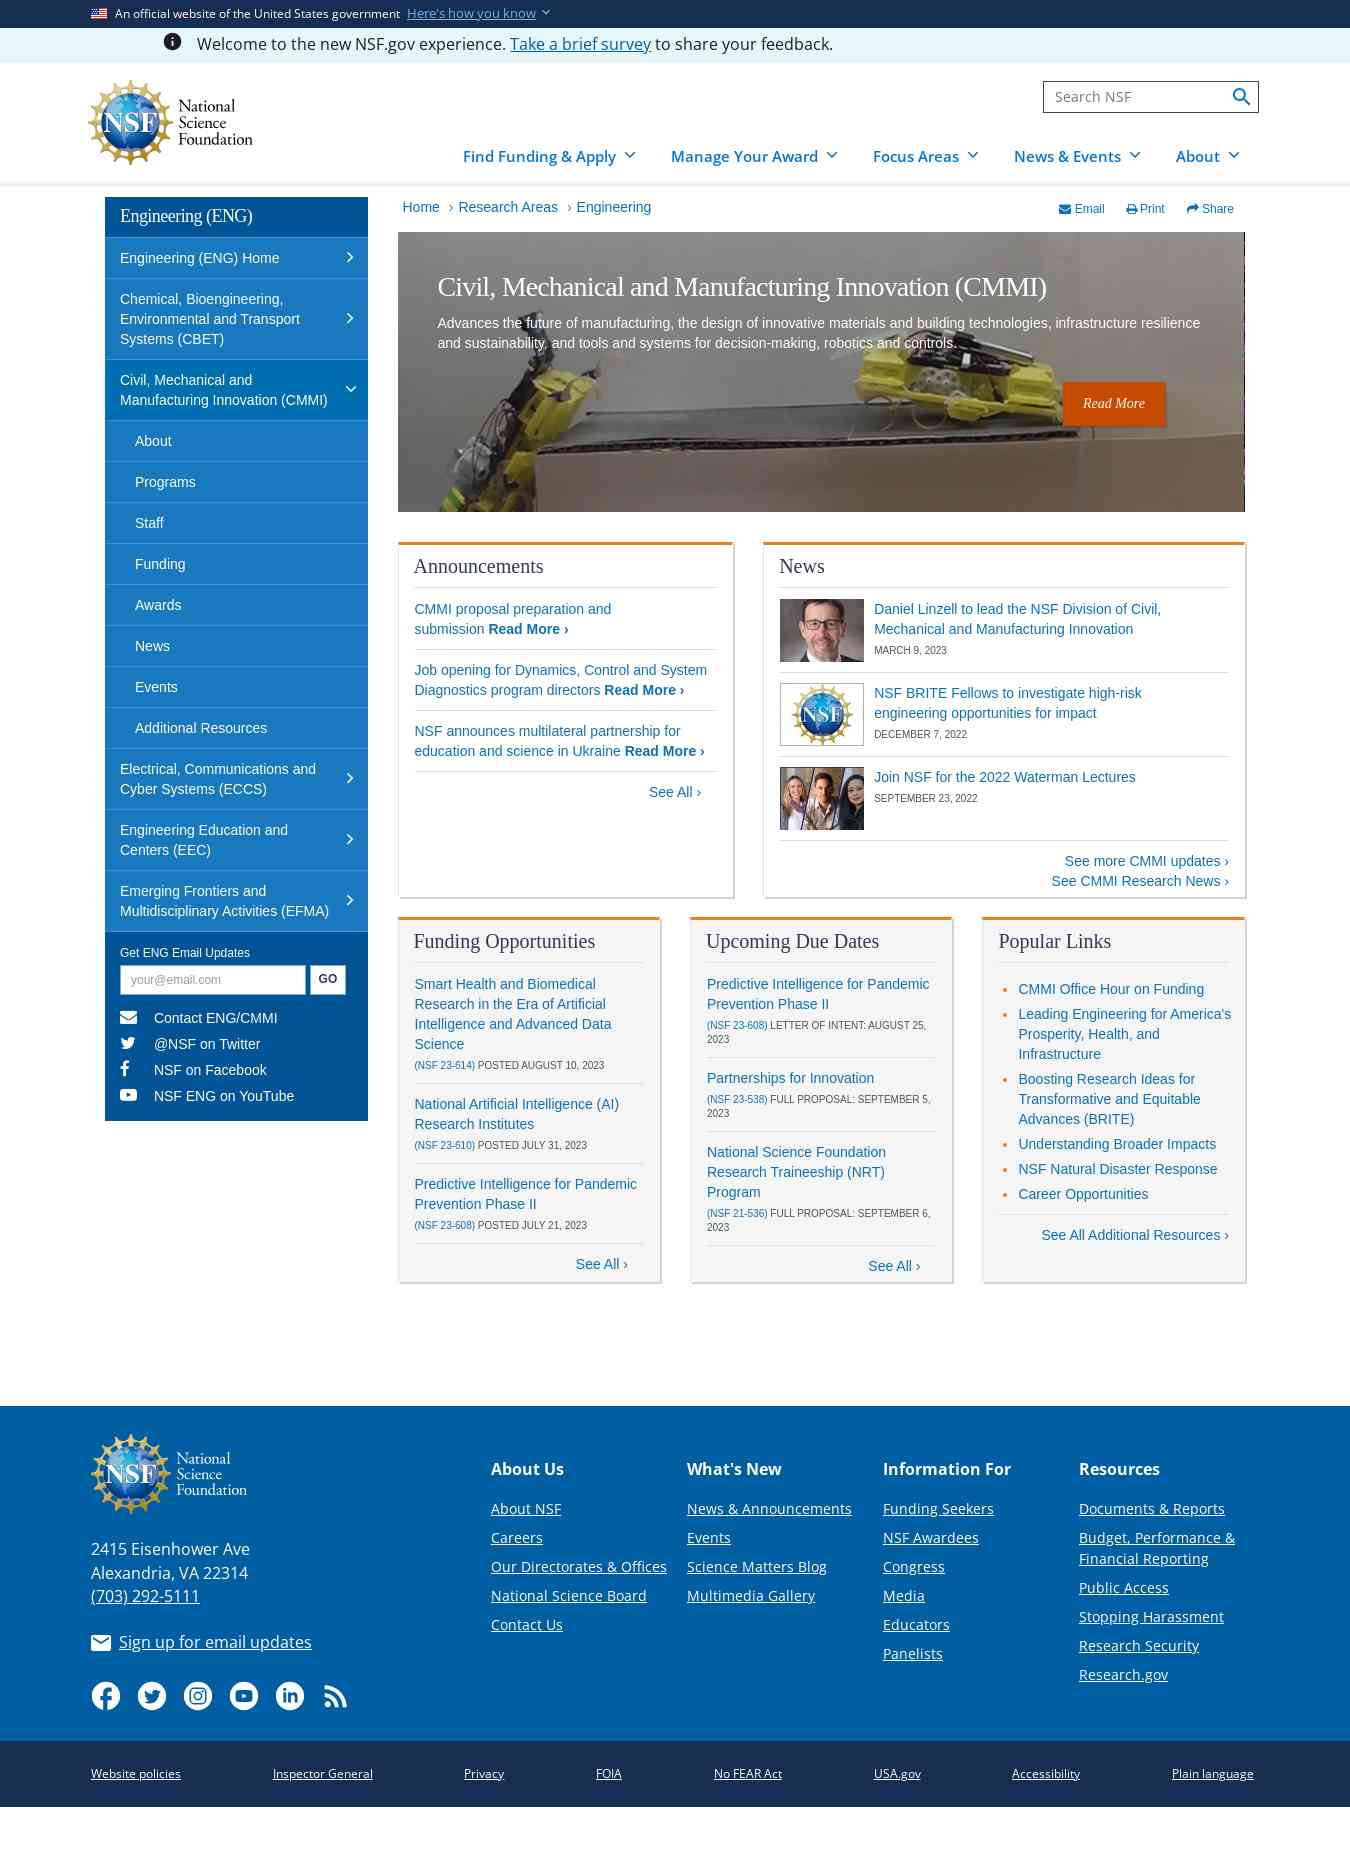 An official website of the United States government Here's how you know
Welcome to the new NSF.gov experience. Take a brief survey to share your feedback.
NSF
National
Science
Foundation
Search NSF
Find Funding & Apply
Manage Your Award
Focus Areas
News & Events
About
Engineering (ENG)
Engineering (ENG) Home
Chemical, Bioengineering,
Environmental and Transport
Systems (CBET)
Civil, Mechanical and
Manufacturing Innovation (CMMI)
About
Programs
Staff
Funding
Awards
News
Events
Additional Resources
Electrical, Communications and
Cyber Systems (ECCS)
Engineering Education and
Centers (EEC)
Emerging Frontiers and
Multidisciplinary Activities (EFMA)
Get ENG Email Updates
your@email.com GO
Contact ENG/CMMI
@NSF on Twitter
NSF on Facebook
NSF ENG on YouTube
Home › Research Areas › Engineering
Email Print Share
Civil, Mechanical and Manufacturing Innovation (CMMI)
Advances the future of manufacturing, the design of innovative materials and building technologies, infrastructure resilience
and sustainability, and tools and systems for decision-making, robotics and controls.
Read More
Announcements
CMMI proposal preparation and
submission Read More ›
Job opening for Dynamics, Control and System
Diagnostics program directors Read More ›
NSF announces multilateral partnership for
education and science in Ukraine Read More ›
See All ›
News
Daniel Linzell to lead the NSF Division of Civil,
Mechanical and Manufacturing Innovation
MARCH 9, 2023
NSF
NSF BRITE Fellows to investigate high-risk
engineering opportunities for impact
DECEMBER 7, 2022
Join NSF for the 2022 Waterman Lectures
SEPTEMBER 23, 2022
See more CMMI updates ›
See CMMI Research News ›
Funding Opportunities
Smart Health and Biomedical
Research in the Era of Artificial
Intelligence and Advanced Data
Science
(NSF 23-614) POSTED AUGUST 10, 2023
National Artificial Intelligence (AI)
Research Institutes
(NSF 23-610) POSTED JULY 31, 2023
Predictive Intelligence for Pandemic
Prevention Phase II
(NSF 23-608) POSTED JULY 21, 2023
See All ›
Upcoming Due Dates
Predictive Intelligence for Pandemic
Prevention Phase II
(NSF 23-608) LETTER OF INTENT: AUGUST 25,
2023
Partnerships for Innovation
(NSF 23-538) FULL PROPOSAL: SEPTEMBER 5,
2023
National Science Foundation
Research Traineeship (NRT)
Program
(NSF 21-536) FULL PROPOSAL: SEPTEMBER 6,
2023
See All ›
Popular Links
CMMI Office Hour on Funding
Leading Engineering for America's
Prosperity, Health, and
Infrastructure
Boosting Research Ideas for
Transformative and Equitable
Advances (BRITE)
Understanding Broader Impacts
NSF Natural Disaster Response
Career Opportunities
See All Additional Resources ›
NSF
National
Science
Foundation
2415 Eisenhower Ave
Alexandria, VA 22314
(703) 292-5111
Sign up for email updates
About Us
About NSF
Careers
Our Directorates & Offices
National Science Board
Contact Us
What's New
News & Announcements
Events
Science Matters Blog
Multimedia Gallery
Information For
Funding Seekers
NSF Awardees
Congress
Media
Educators
Panelists
Resources
Documents & Reports
Budget, Performance &
Financial Reporting
Public Access
Stopping Harassment
Research Security
Research.gov
Website policies
Inspector General
Privacy
FOIA
No FEAR Act
USA.gov
Accessibility
Plain language